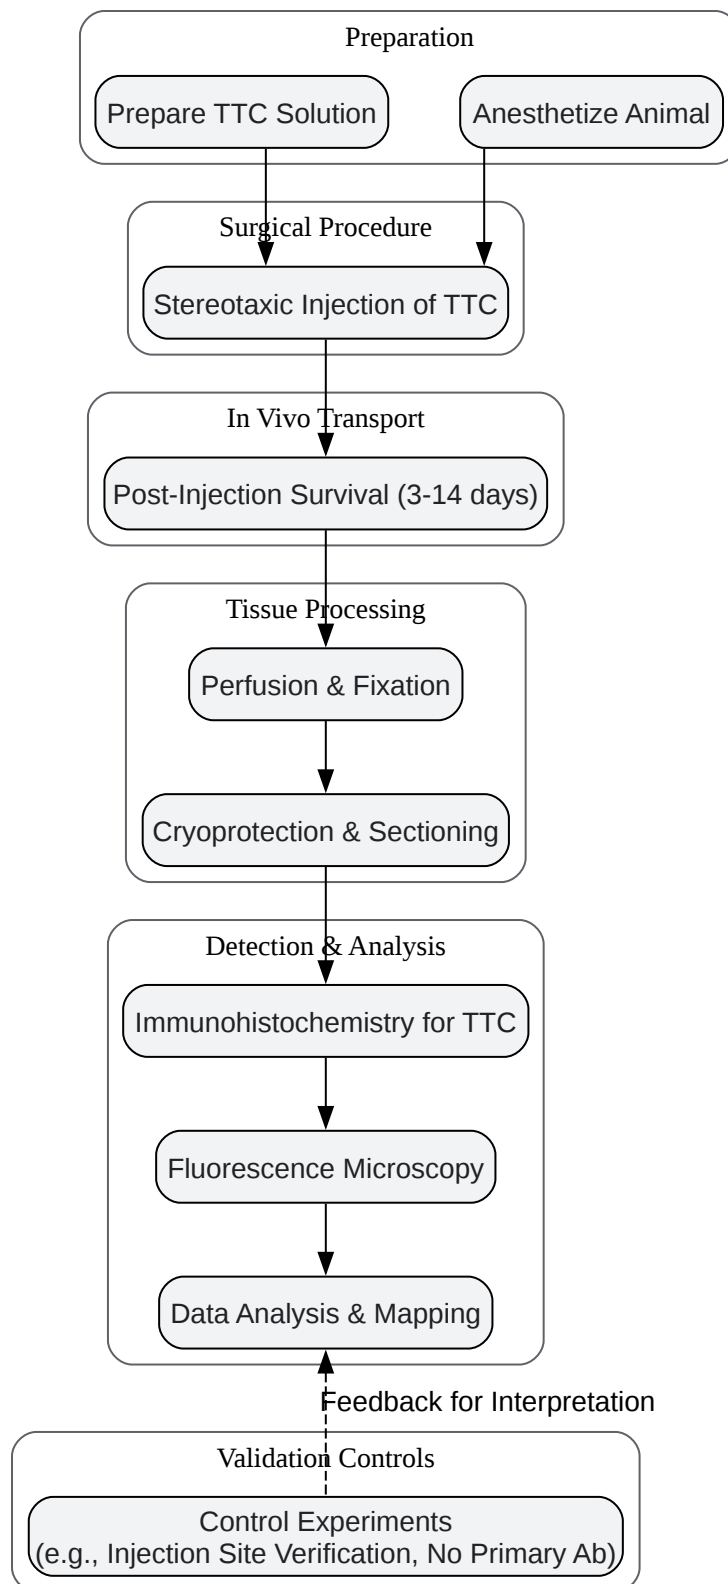 Preparation
Prepare TTC Solution
Anesthetize Animal
Surgical Procedure
Stereotaxic Injection of TTC
In Vivo Transport
Post-Injection Survival (3-14 days)
Tissue Processing
Perfusion & Fixation
Cryoprotection & Sectioning
Detection & Analysis
Immunohistochemistry for TTC
Fluorescence Microscopy
Data Analysis & Mapping
Feedback for Interpretation
Validation Controls
Control Experiments
(e.g., Injection Site Verification, No Primary Ab)